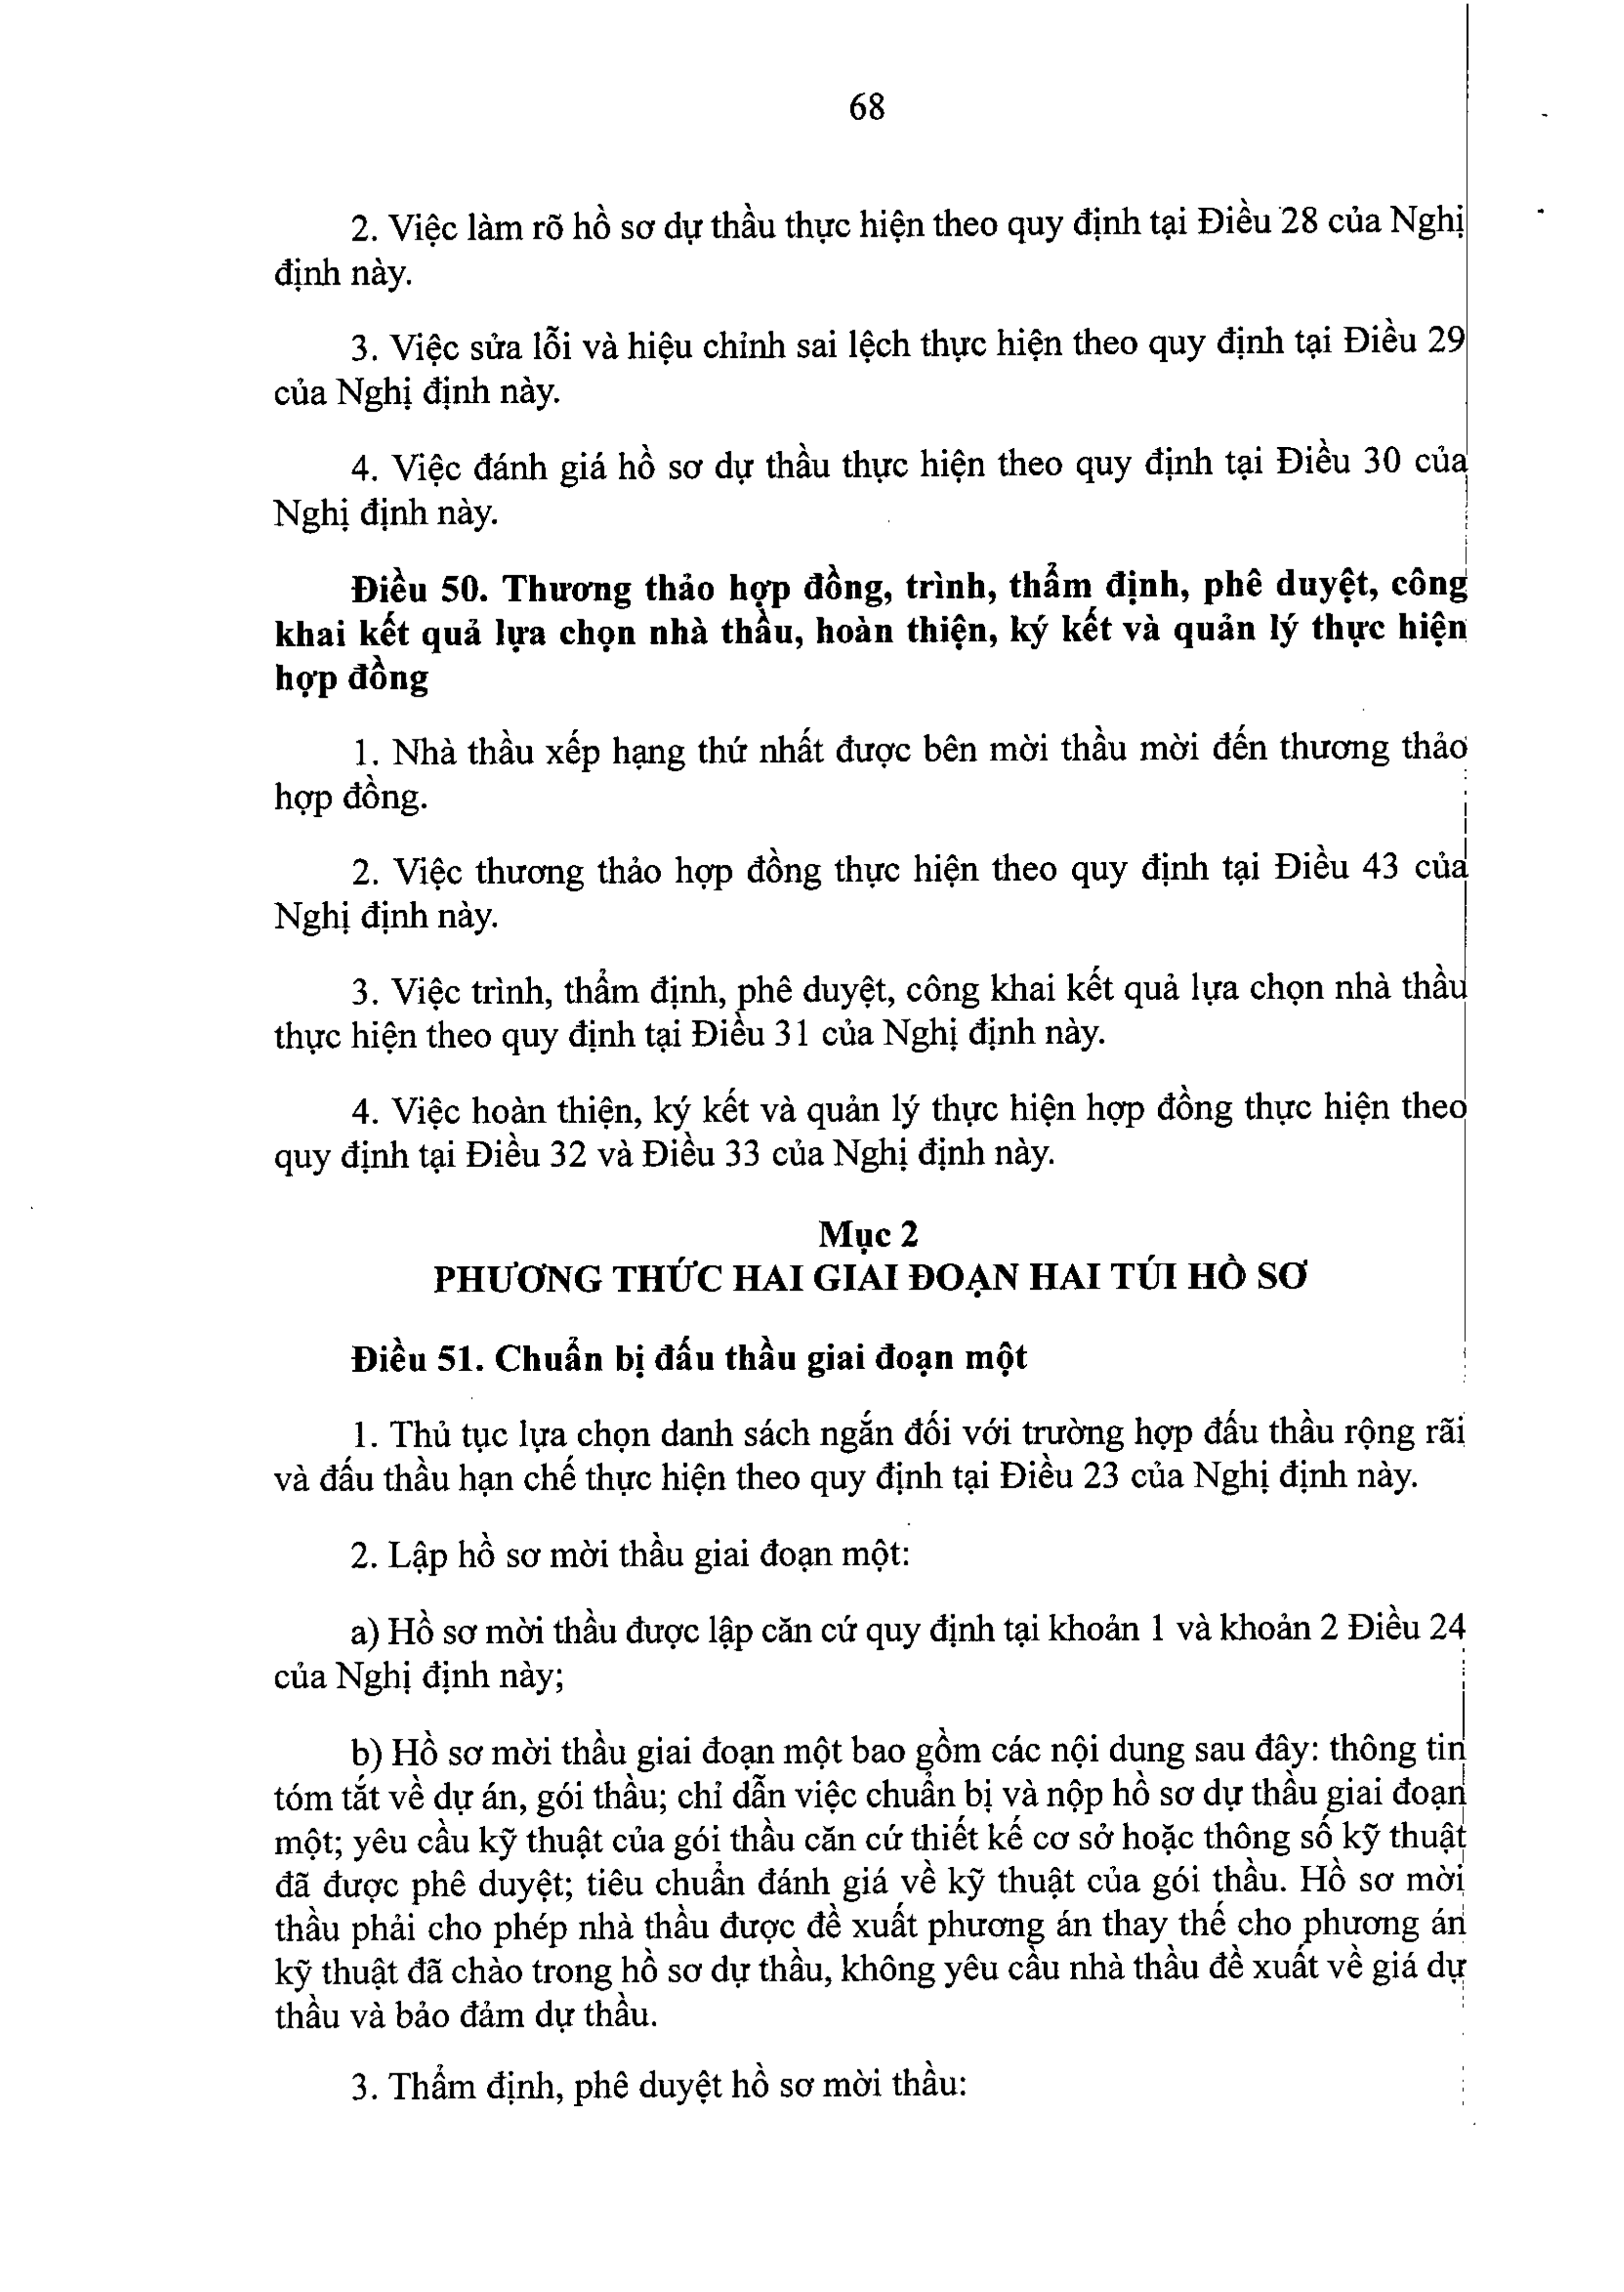 68
2. Việc làm rõ hồ sơ dự thầu thực hiện theo quy định tại Điều 28 của Nghị
định này.
3. Việc sửa lỗi và hiệu chỉnh sai lệch thực hiện theo quy định tại Điều 29
của Nghị định này.
4. Việc đánh giá hồ sơ dự thầu thực hiện theo quy định tại Điều 30 của
Nghị định này.
Điều 50. Thương thảo hợp đồng, trình, thẩm định, phê duyệt, công
khai kết quả lựa chọn nhà thầu, hoàn thiện, ký kết và quản lý thực hiện
hợp đồng
1. Nhà thầu xếp hạng thứ nhất được bên mời thầu mời đến thương thảo
hợp đồng.
2. Việc thương thảo hợp đồng thực hiện theo quy định tại Điều 43 của
Nghị định này.
3. Việc trình, thẩm định, phê duyệt, công khai kết quả lựa chọn nhà thầu
thực hiện theo quy định tại Điều 31 của Nghị định này.
4. Việc hoàn thiện, ký kết và quản lý thực hiện hợp đồng thực hiện theo
quy định tại Điều 32 và Điều 33 của Nghị định này.
Mục 2
PHƯƠNG THỨC HAI GIAI ĐOẠN HAI TÚI HỒ SƠ
Điều 51. Chuẩn bị đấu thầu giai đoạn một
1. Thủ tục lựa chọn danh sách ngắn đối với trường hợp đấu thầu rộng rãi
và đấu thầu hạn chế thực hiện theo quy định tại Điều 23 của Nghị định này.
2. Lập hồ sơ mời thầu giai đoạn một:
a) Hồ sơ mời thầu được lập căn cứ quy định tại khoản 1 và khoản 2 Điều 24
của Nghị định này;
b) Hồ sơ mời thầu giai đoạn một bao gồm các nội dung sau đây: thông tin
tóm tắt về dự án, gói thầu; chỉ dẫn việc chuẩn bị và nộp hồ sơ dự thầu giai đoạn
một; yêu cầu kỹ thuật của gói thầu căn cứ thiết kế cơ sở hoặc thông số kỹ thuật
đã được phê duyệt; tiêu chuẩn đánh giá về kỹ thuật của gói thầu. Hồ sơ mời
thầu phải cho phép nhà thầu được đề xuất phương án thay thế cho phương án
kỹ thuật đã chào trong hồ sơ dự thầu, không yêu cầu nhà thầu đề xuất về giá dự
thầu và bảo đảm dự thầu.
3. Thẩm định, phê duyệt hồ sơ mời thầu: